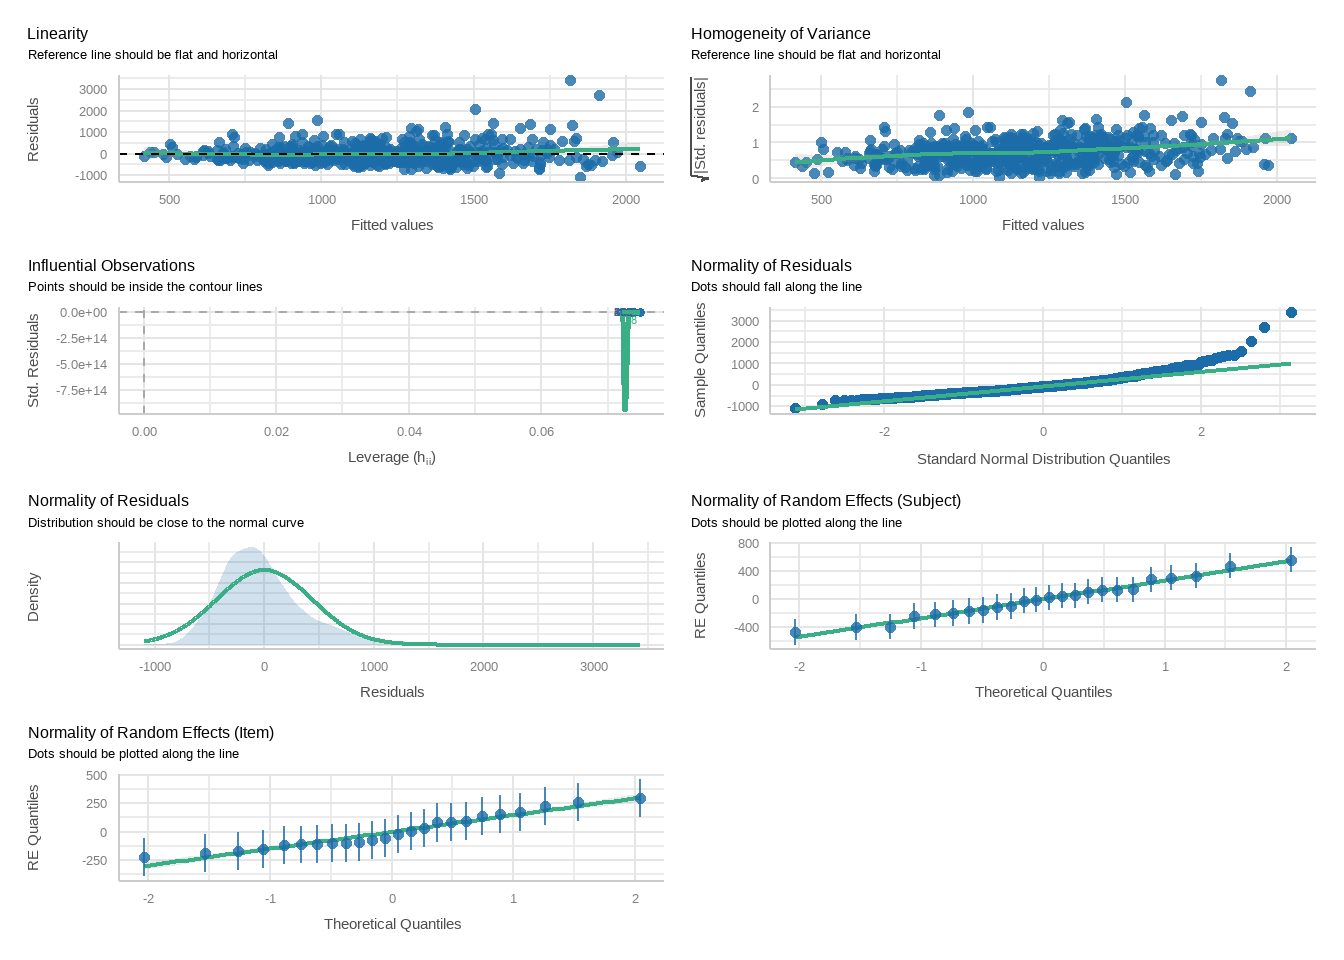 Linearity
Reference line should be flat and horizontal
Residuals
3000
2000
1000
0
-1000
500
1000
1500
2000
Fitted values
Homogeneity of Variance
Reference line should be flat and horizontal
√|Std. residuals|
2
1
0
500
1000
1500
2000
Fitted values
Influential Observations
Points should be inside the contour lines
Std. Residuals
0.0e+00
-2.5e+14
-5.0e+14
-7.5e+14
0.00
0.02
0.04
0.06
Leverage (hii)
Normality of Residuals
Dots should fall along the line
Sample Quantiles
3000
2000
1000
0
-1000
-2
0
2
Standard Normal Distribution Quantiles
Normality of Residuals
Distribution should be close to the normal curve
Density
-1000
0
1000
2000
3000
Residuals
Normality of Random Effects (Subject)
Dots should be plotted along the line
RE Quantiles
800
400
0
-400
-2
-1
0
1
2
Theoretical Quantiles
Normality of Random Effects (Item)
Dots should be plotted along the line
RE Quantiles
500
250
0
-250
-2
-1
0
1
2
Theoretical Quantiles